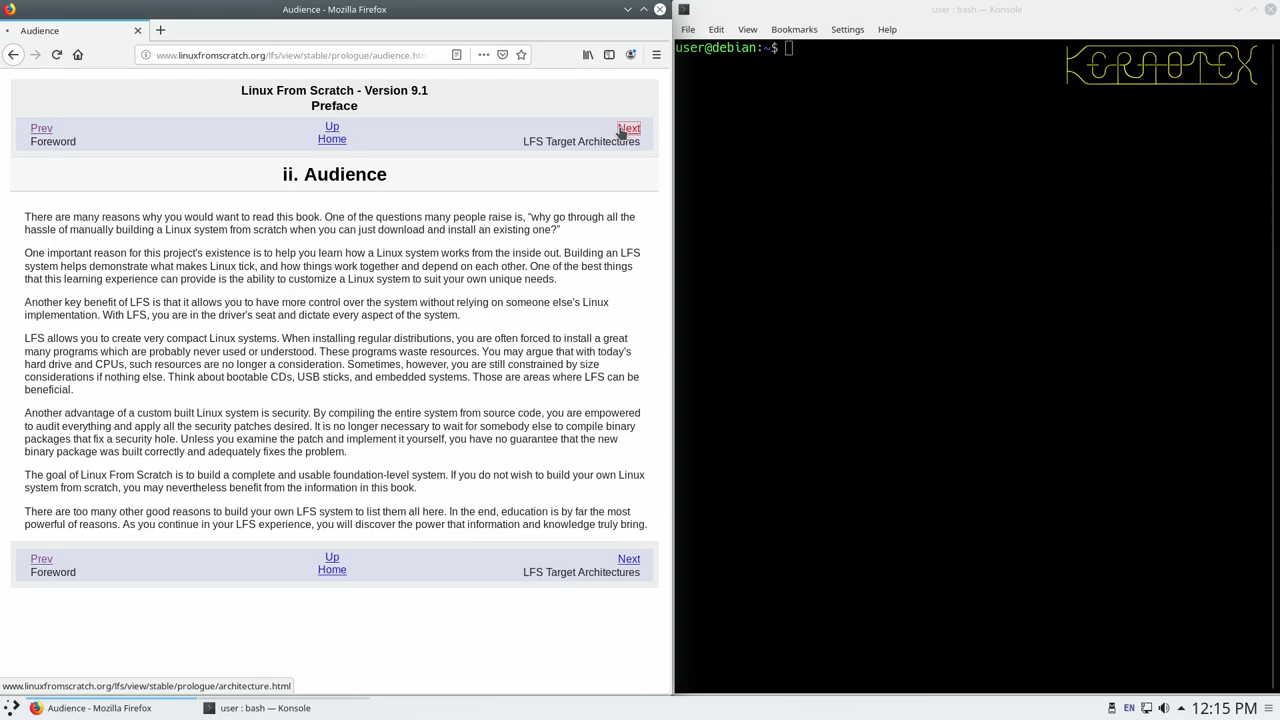 Audience - Mozilla Firefox
Audience
www.linuxfromscratch.org/lfs/view/stable/prologue/audience.htm
Linux From Scratch - Version 9.1
Preface
Prev
Up
Next
Foreword
Home
LFS Target Architectures
ii. Audience
There are many reasons why you would want to read this book. One of the questions many people raise is, “why go through all the
hassle of manually building a Linux system from scratch when you can just download and install an existing one?”
One important reason for this project's existence is to help you learn how a Linux system works from the inside out. Building an LFS
system helps demonstrate what makes Linux tick, and how things work together and depend on each other. One of the best things
that this learning experience can provide is the ability to customize a Linux system to suit your own unique needs.
Another key benefit of LFS is that it allows you to have more control over the system without relying on someone else's Linux
implementation. With LFS, you are in the driver's seat and dictate every aspect of the system.
LFS allows you to create very compact Linux systems. When installing regular distributions, you are often forced to install a great
many programs which are probably never used or understood. These programs waste resources. You may argue that with today's
hard drive and CPUs, such resources are no longer a consideration. Sometimes, however, you are still constrained by size
considerations if nothing else. Think about bootable CDs, USB sticks, and embedded systems. Those are areas where LFS can be
beneficial.
Another advantage of a custom built Linux system is security. By compiling the entire system from source code, you are empowered
to audit everything and apply all the security patches desired. It is no longer necessary to wait for somebody else to compile binary
packages that fix a security hole. Unless you examine the patch and implement it yourself, you have no guarantee that the new
binary package was built correctly and adequately fixes the problem.
The goal of Linux From Scratch is to build a complete and usable foundation-level system. If you do not wish to build your own Linux
system from scratch, you may nevertheless benefit from the information in this book.
There are too many other good reasons to build your own LFS system to list them all here. In the end, education is by far the most
powerful of reasons. As you continue in your LFS experience, you will discover the power that information and knowledge truly bring.
Prev
Up
Next
Foreword
Home
LFS Target Architectures
www.linuxfromscratch.org/lfs/view/stable/prologue/architecture.html
user : bash — Konsole
File Edit View Bookmarks Settings Help
user@debian:~$
KERNOTEX
Audience - Mozilla Firefox
user : bash — Konsole
EN
12:15 PM